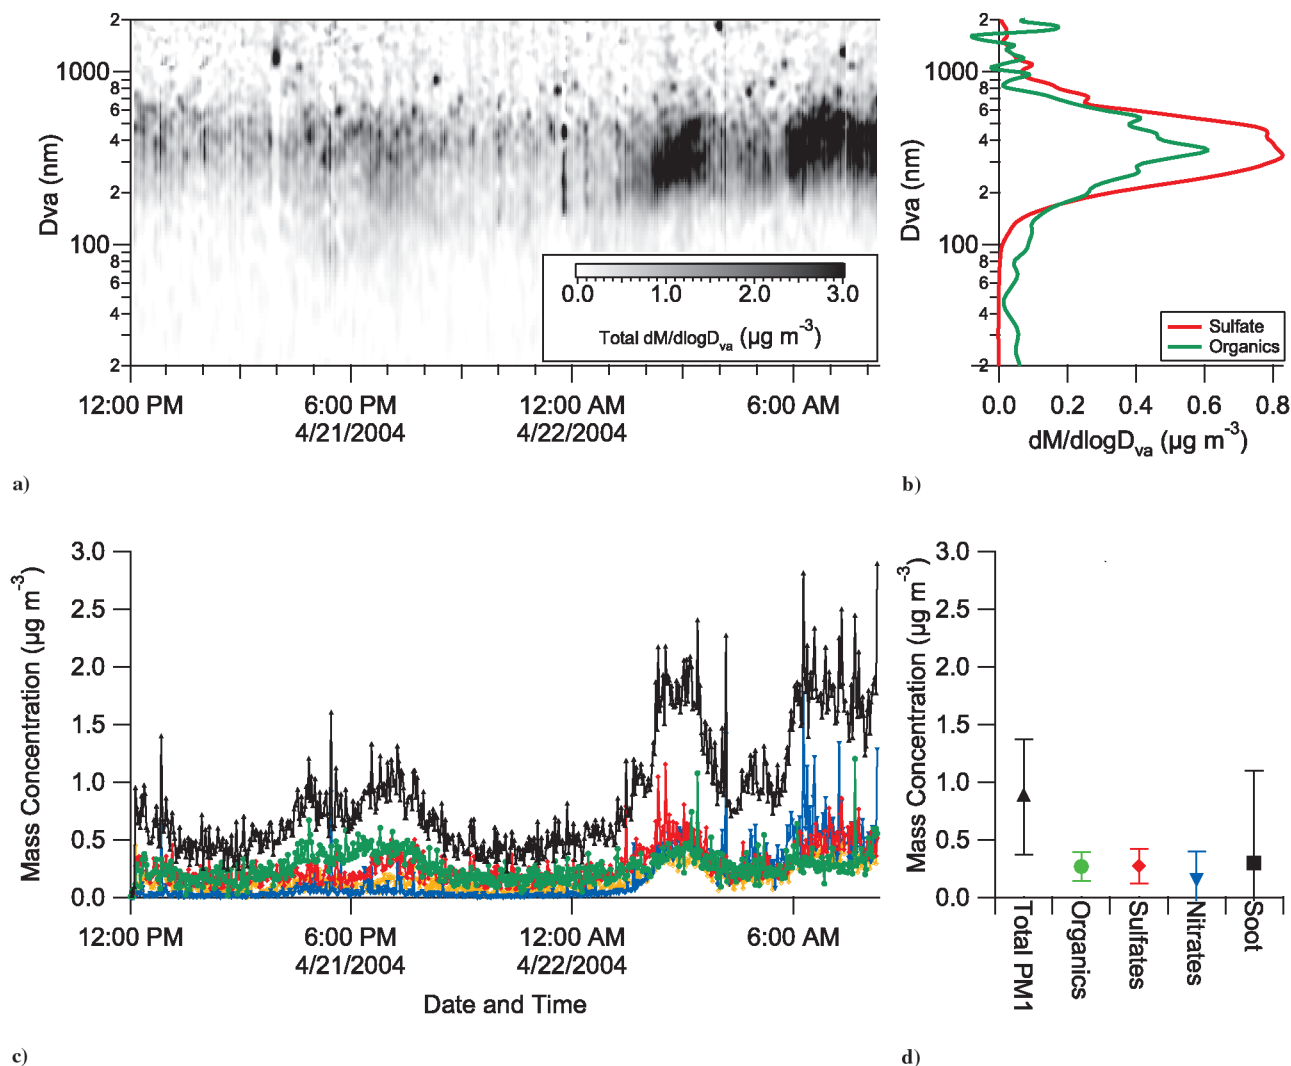 2
1000
8
6
4
2
100
8
6
4
2
Dva (nm)
0.0 1.0 2.0 3.0
Total dM/dlogDva (µg m-3)
12:00 PM 6:00 PM 12:00 AM 6:00 AM
4/21/2004 4/22/2004
a)
2
1000
8
6
4
2
100
8
6
4
2
Dva (nm)
Sulfate
Organics
0.0 0.2 0.4 0.6 0.8
dM/dlogDva (µg m-3)
b)
3.0
2.5
2.0
1.5
1.0
0.5
0.0
Mass Concentration (µg m-3)
12:00 PM 6:00 PM 12:00 AM 6:00 AM
4/21/2004 4/22/2004
Date and Time
c)
3.0
2.5
2.0
1.5
1.0
0.5
0.0
Mass Concentration (µg m-3)
Total PM1
Organics
Sulfates
Nitrates
Soot
d)